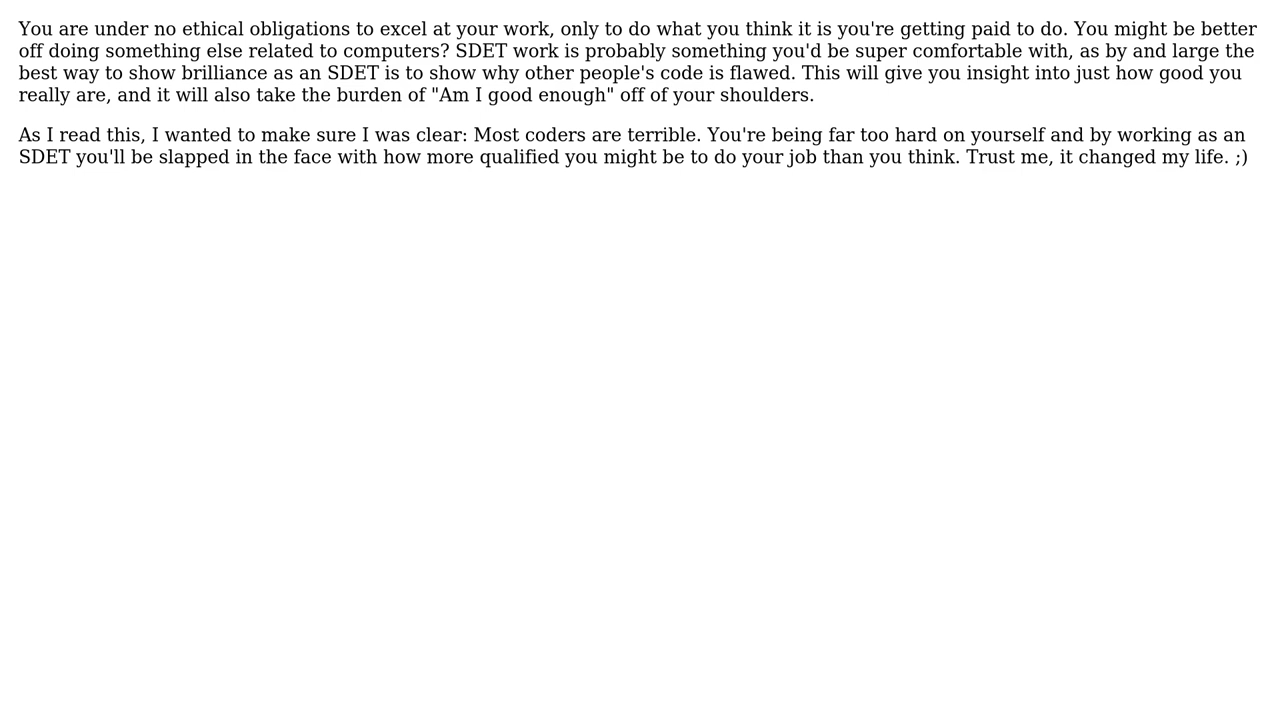 You are under no ethical obligations to excel at your work, only to do what you think it is you're getting paid to do. You might be better
off doing something else related to computers? SDET work is probably something you'd be super comfortable with, as by and large the
best way to show brilliance as an SDET is to show why other people's code is flawed. This will give you insight into just how good you
really are, and it will also take the burden of "Am I good enough" off of your shoulders.
As I read this, I wanted to make sure I was clear: Most coders are terrible. You're being far too hard on yourself and by working as an
SDET you'll be slapped in the face with how more qualified you might be to do your job than you think. Trust me, it changed my life. ;)